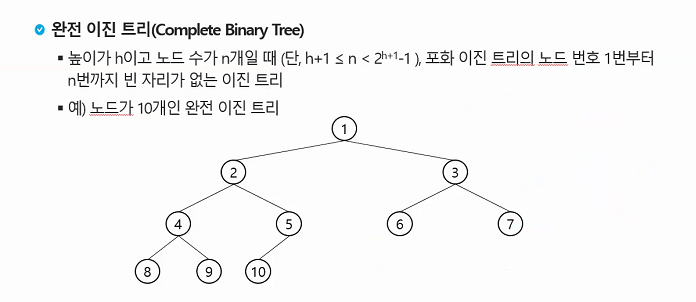 완전 이진 트리(Complete Binary Tree)
▪ 높이가 h이고 노드 수가 n개일 때 (단, h+1 ≤ n < 2ʰ⁺¹-1 ), 포화 이진 트리의 노드 번호 1번부터
n번까지 빈 자리가 없는 이진 트리
▪ 예) 노드가 10개인 완전 이진 트리
1
2 3
4 5 6 7
8 9 10